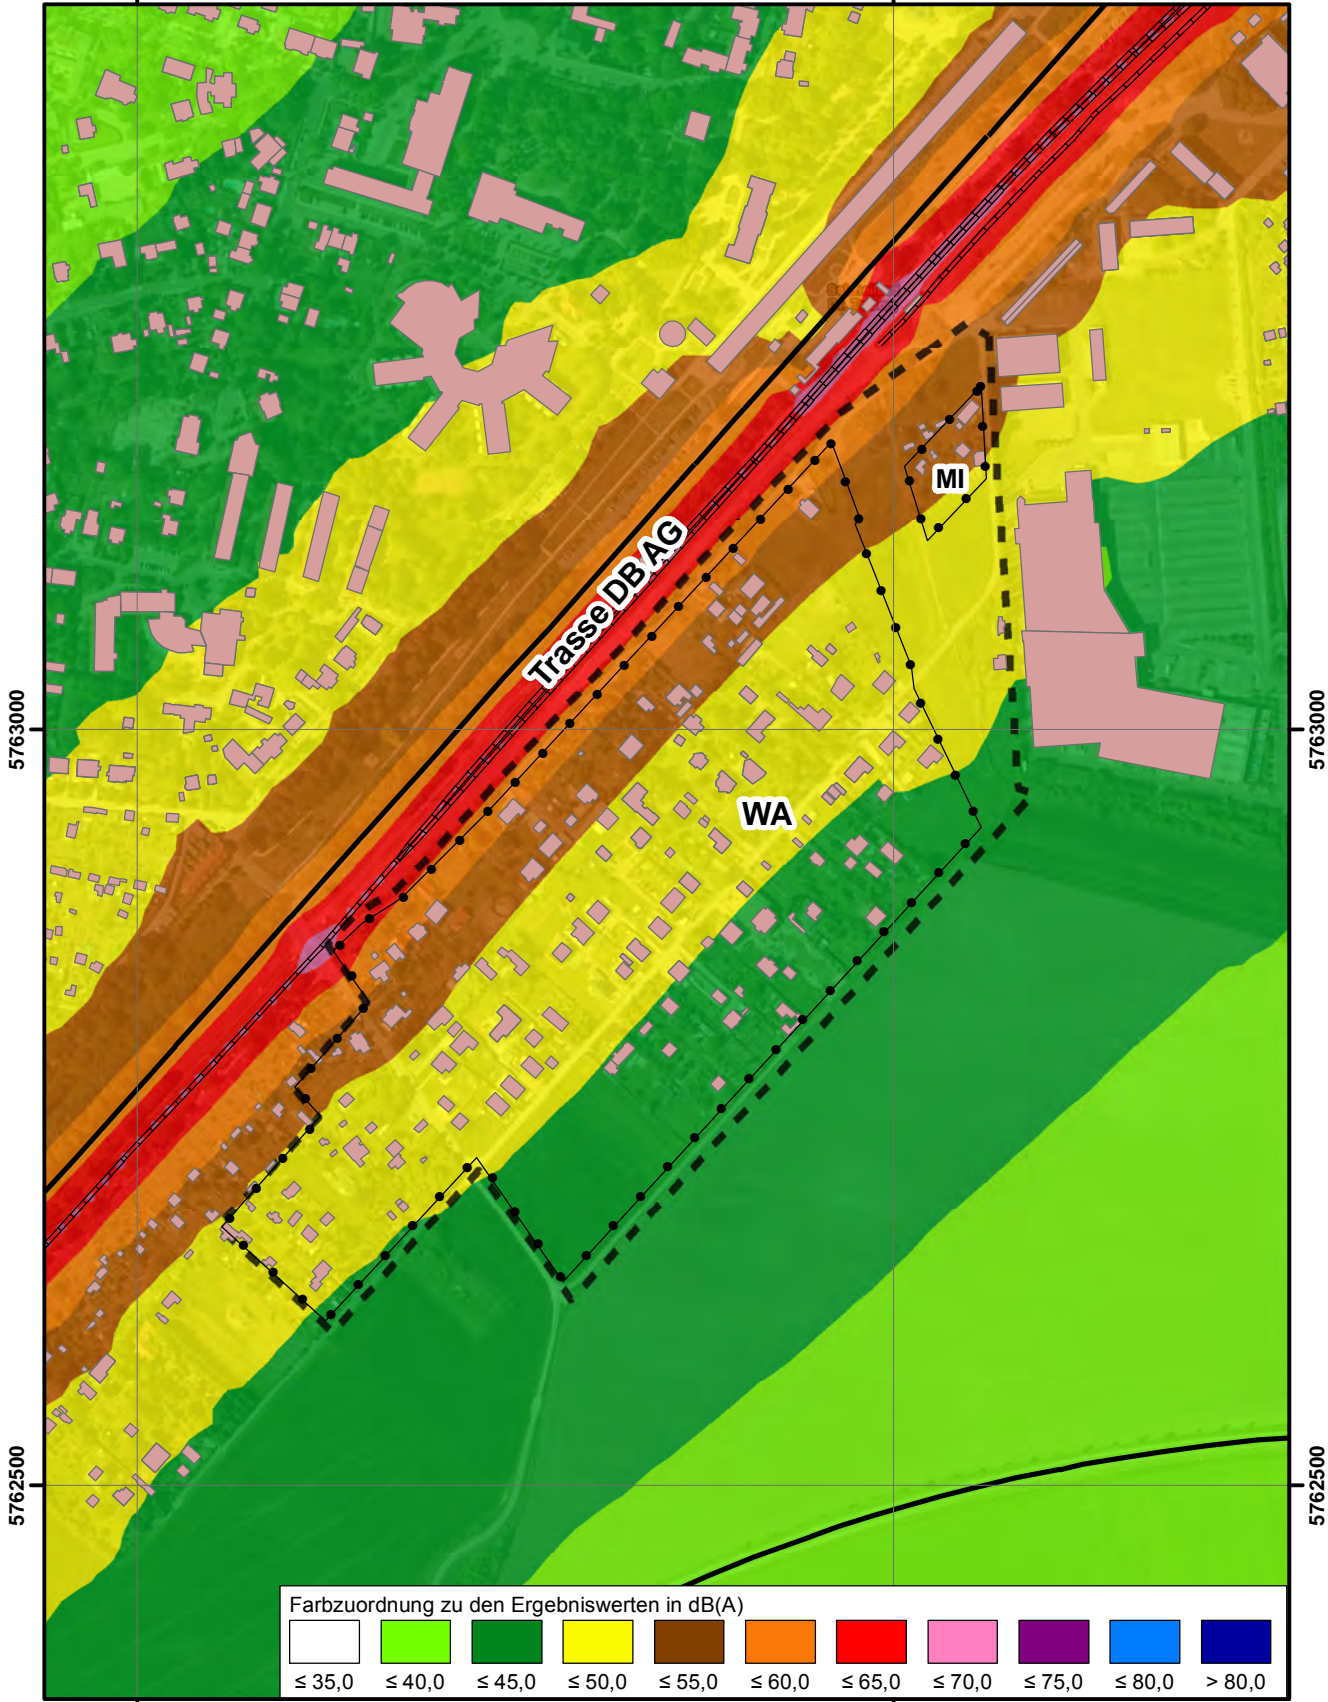 Trasse DB AG
MI
WA
5763000
5763000
5762500
5762500
Farbzuordnung zu den Ergebniswerten in dB(A)
≤ 35,0 ≤ 40,0 ≤ 45,0 ≤ 50,0 ≤ 55,0 ≤ 60,0 ≤ 65,0 ≤ 70,0 ≤ 75,0 ≤ 80,0 > 80,0